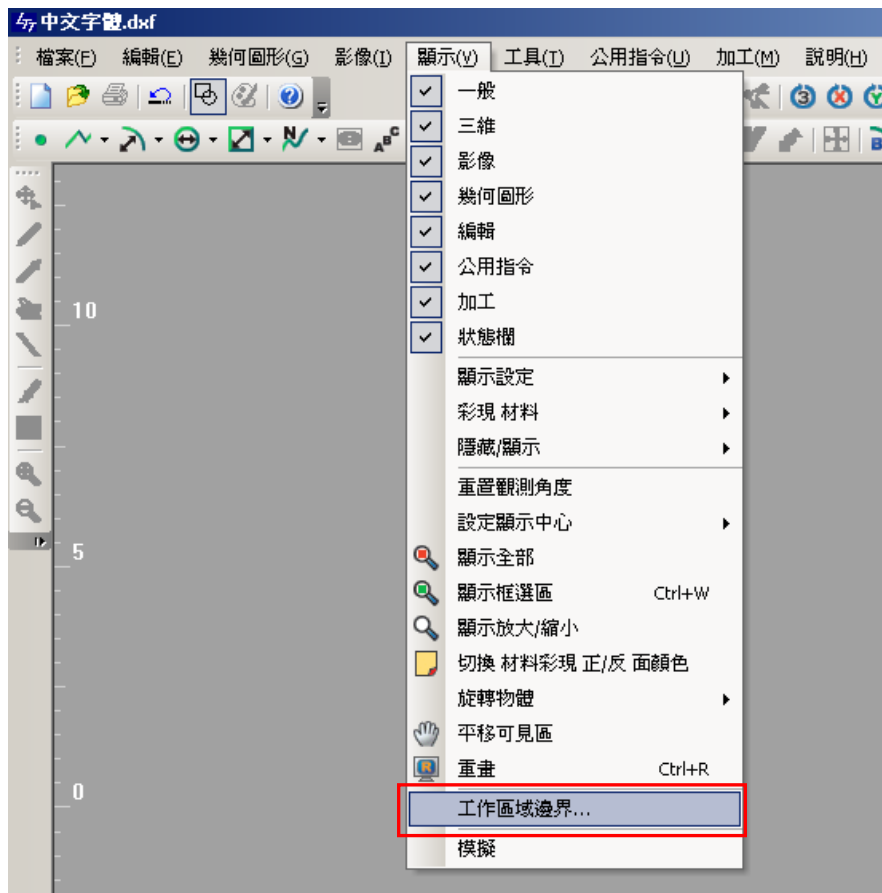 中文字體.dxf
檔案(F) 編輯(E) 幾何圖形(G) 影像(I) 顯示(V) 工具(T) 公用指令(U) 加工(M) 說明(H)
一般
三維
影像
幾何圖形
編輯
公用指令
加工
狀態欄
顯示設定
彩現 材料
隱藏/顯示
重置觀測角度
設定顯示中心
顯示全部
顯示框選區 Ctrl+W
顯示放大/縮小
切換 材料彩現 正/反 面顏色
旋轉物體
平移可見區
重畫 Ctrl+R
工作區域邊界...
模擬
10
5
0